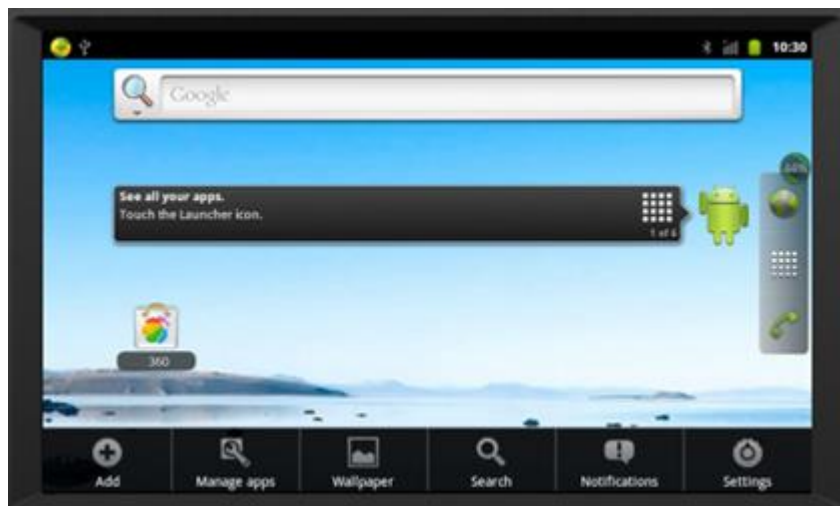 10:30
Google
44%
See all your apps.
Touch the Launcher icon.
1 of 6
360
Add
Manage apps
Wallpaper
Search
Notifications
Settings